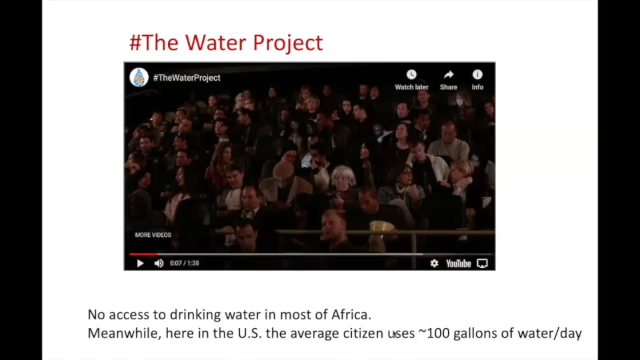 #The Water Project
#TheWaterProject
Watch later
Share
Info
MORE VIDEOS
0:07 / 1:38
YouTube
No access to drinking water in most of Africa.
Meanwhile, here in the U.S. the average citizen uses ~100 gallons of water/day